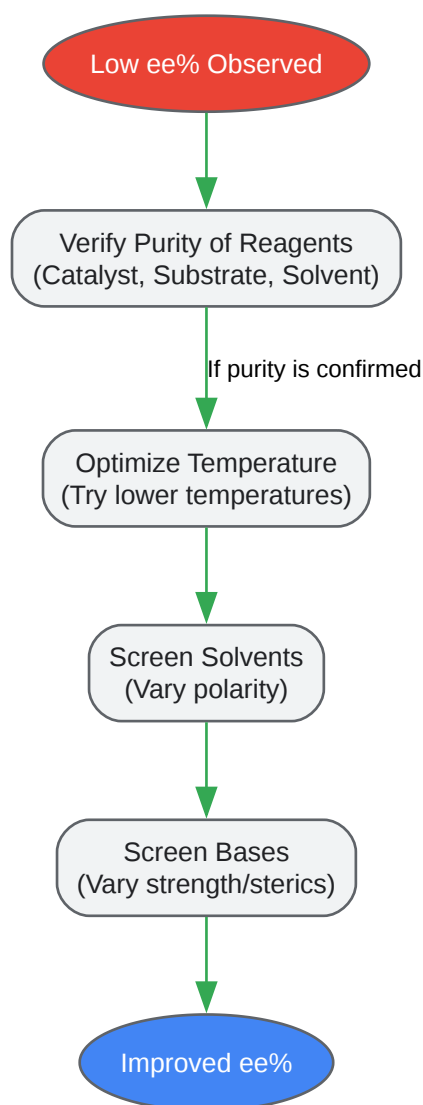 Low ee% Observed
Verify Purity of Reagents
(Catalyst, Substrate, Solvent)
If purity is confirmed
Optimize Temperature
(Try lower temperatures)
Screen Solvents
(Vary polarity)
Screen Bases
(Vary strength/sterics)
Improved ee%